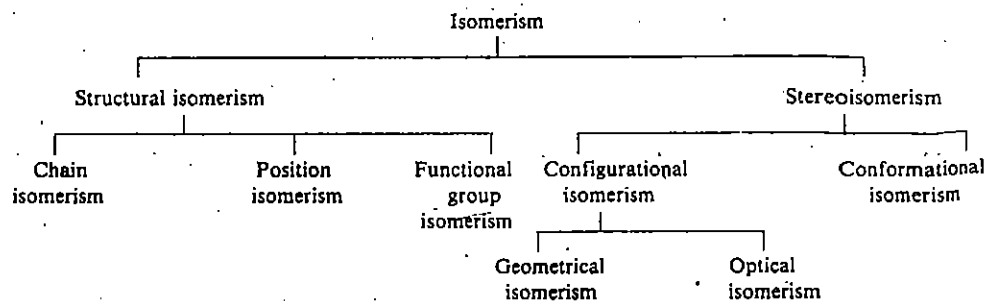 Isomerism
Structural isomerism
Stereoisomerism
Chain
isomerism
Position
isomerism
Functional
group
isomerism
Configurational
isomerism
Conformational
isomerism
Geometrical
isomerism
Optical
isomerism